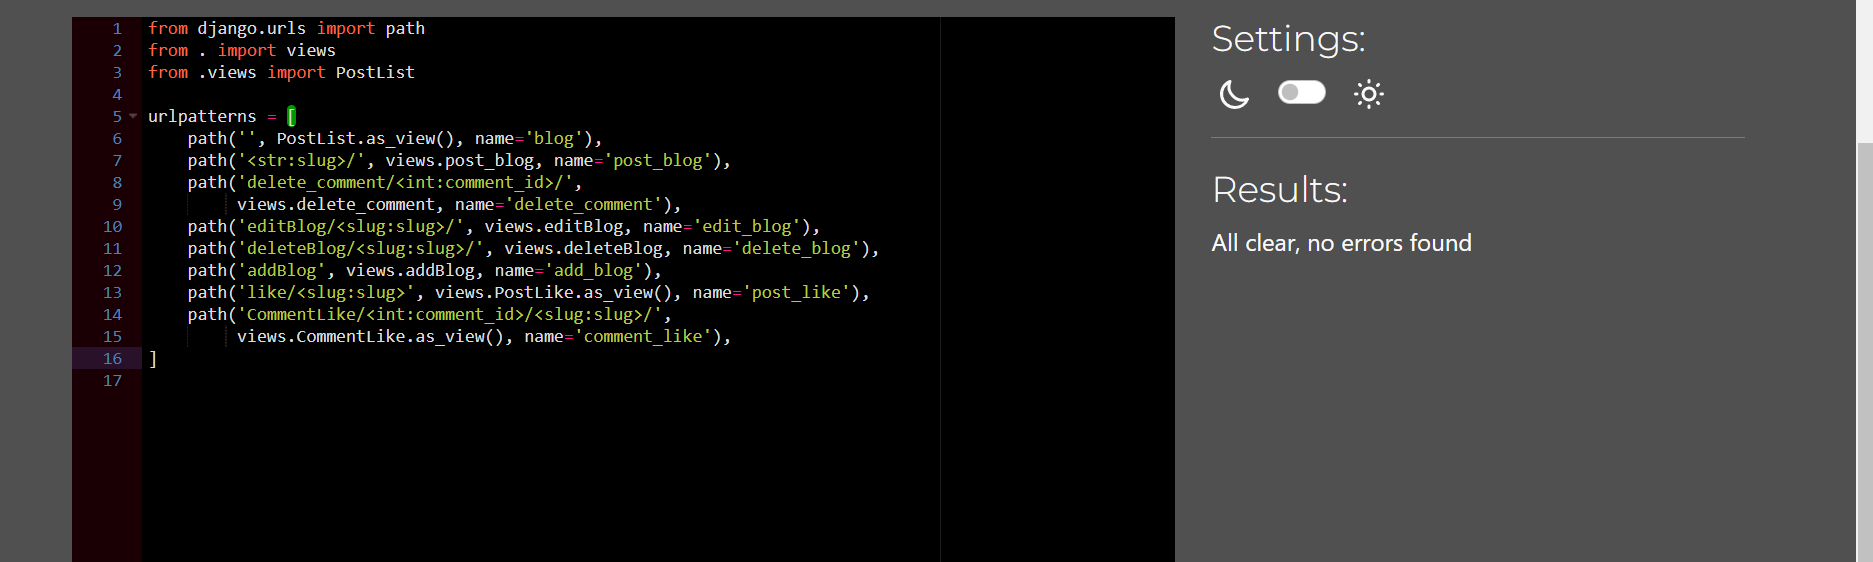 1 from django.urls import path
2 from . import views
3 from .views import PostList
4
5 urlpatterns = [
6     path('', PostList.as_view(), name='blog'),
7     path('<str:slug>/', views.post_blog, name='post_blog'),
8     path('delete_comment/<int:comment_id>/',
9          views.delete_comment, name='delete_comment'),
10     path('editBlog/<slug:slug>/', views.editBlog, name='edit_blog'),
11     path('deleteBlog/<slug:slug>/', views.deleteBlog, name='delete_blog'),
12     path('addBlog', views.addBlog, name='add_blog'),
13     path('like/<slug:slug>', views.PostLike.as_view(), name='post_like'),
14     path('CommentLike/<int:comment_id>/<slug:slug>/',
15          views.CommentLike.as_view(), name='comment_like'),
16 ]
17
Settings:
Results:
All clear, no errors found